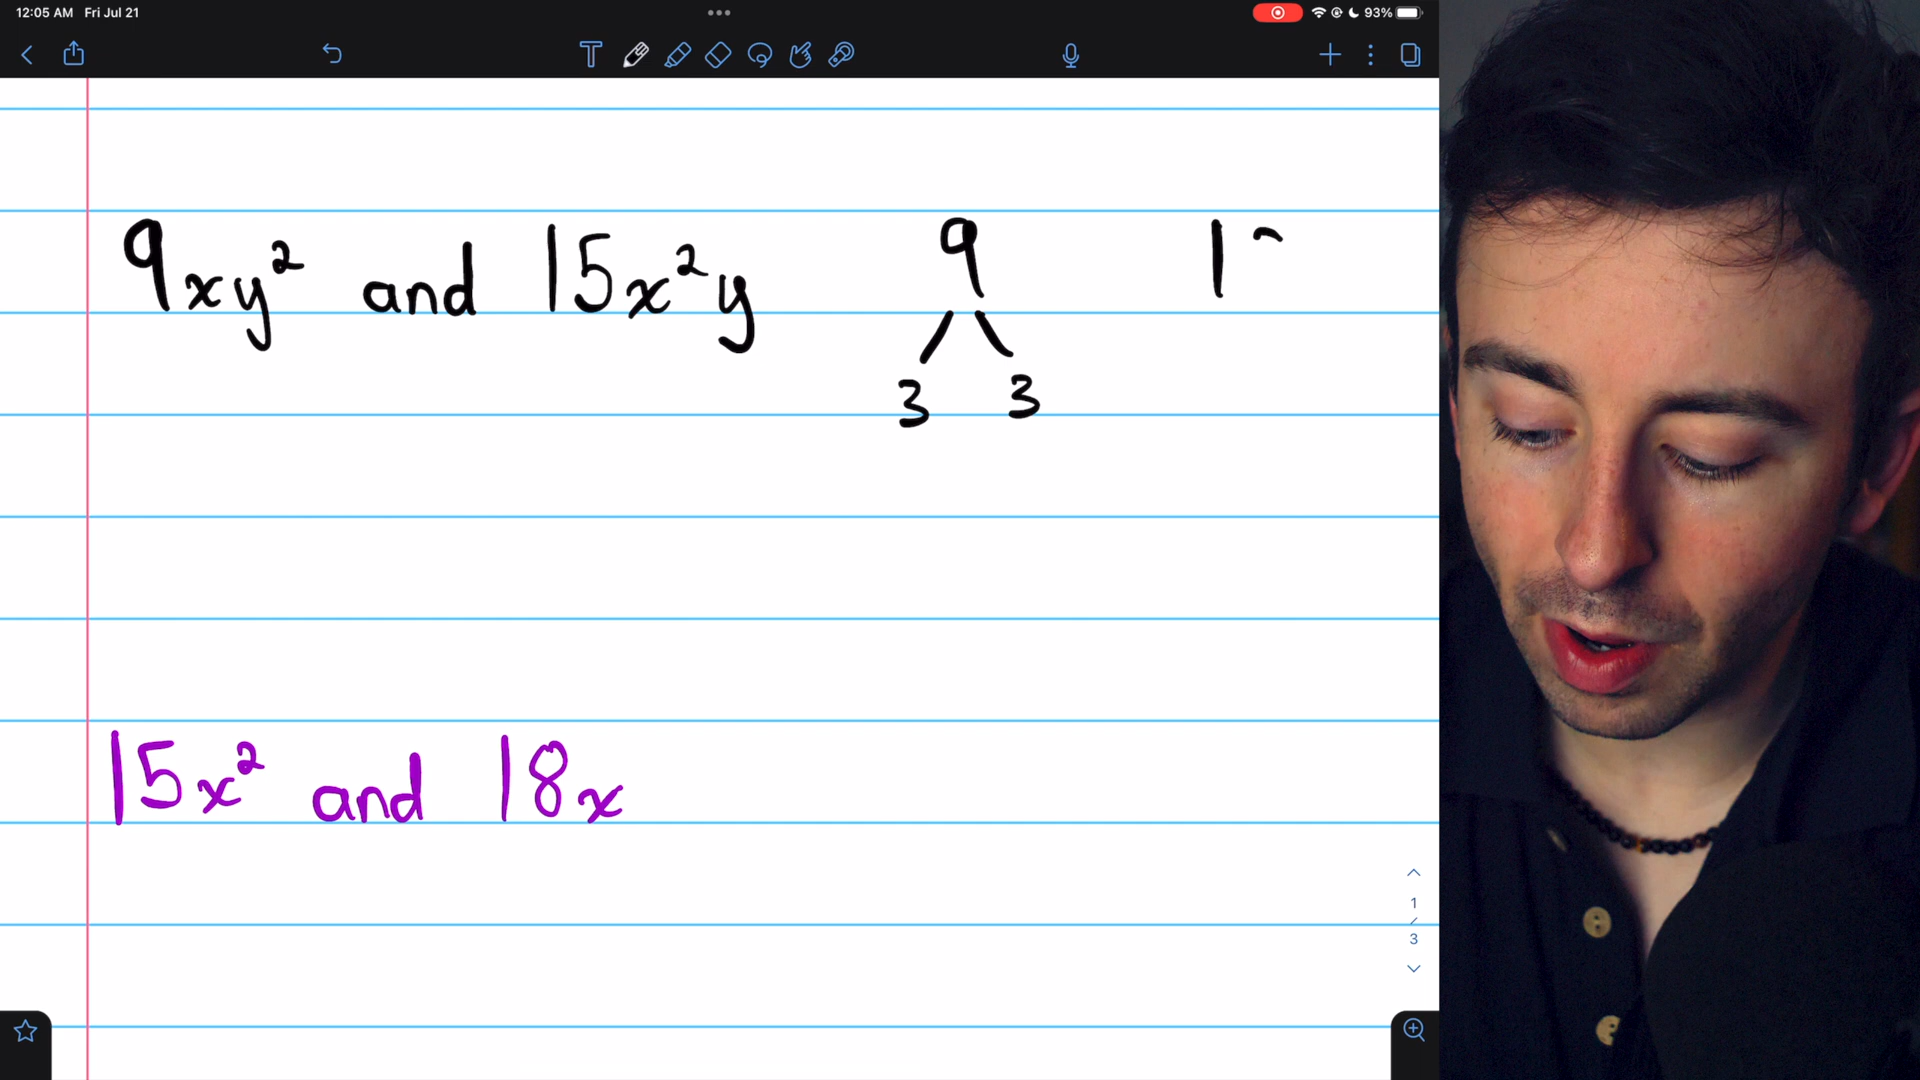 12:05 AM Fri Jul 21
93%
9xy² and 15x²y 9 1
3 3
15x² and 18x
1
/
3